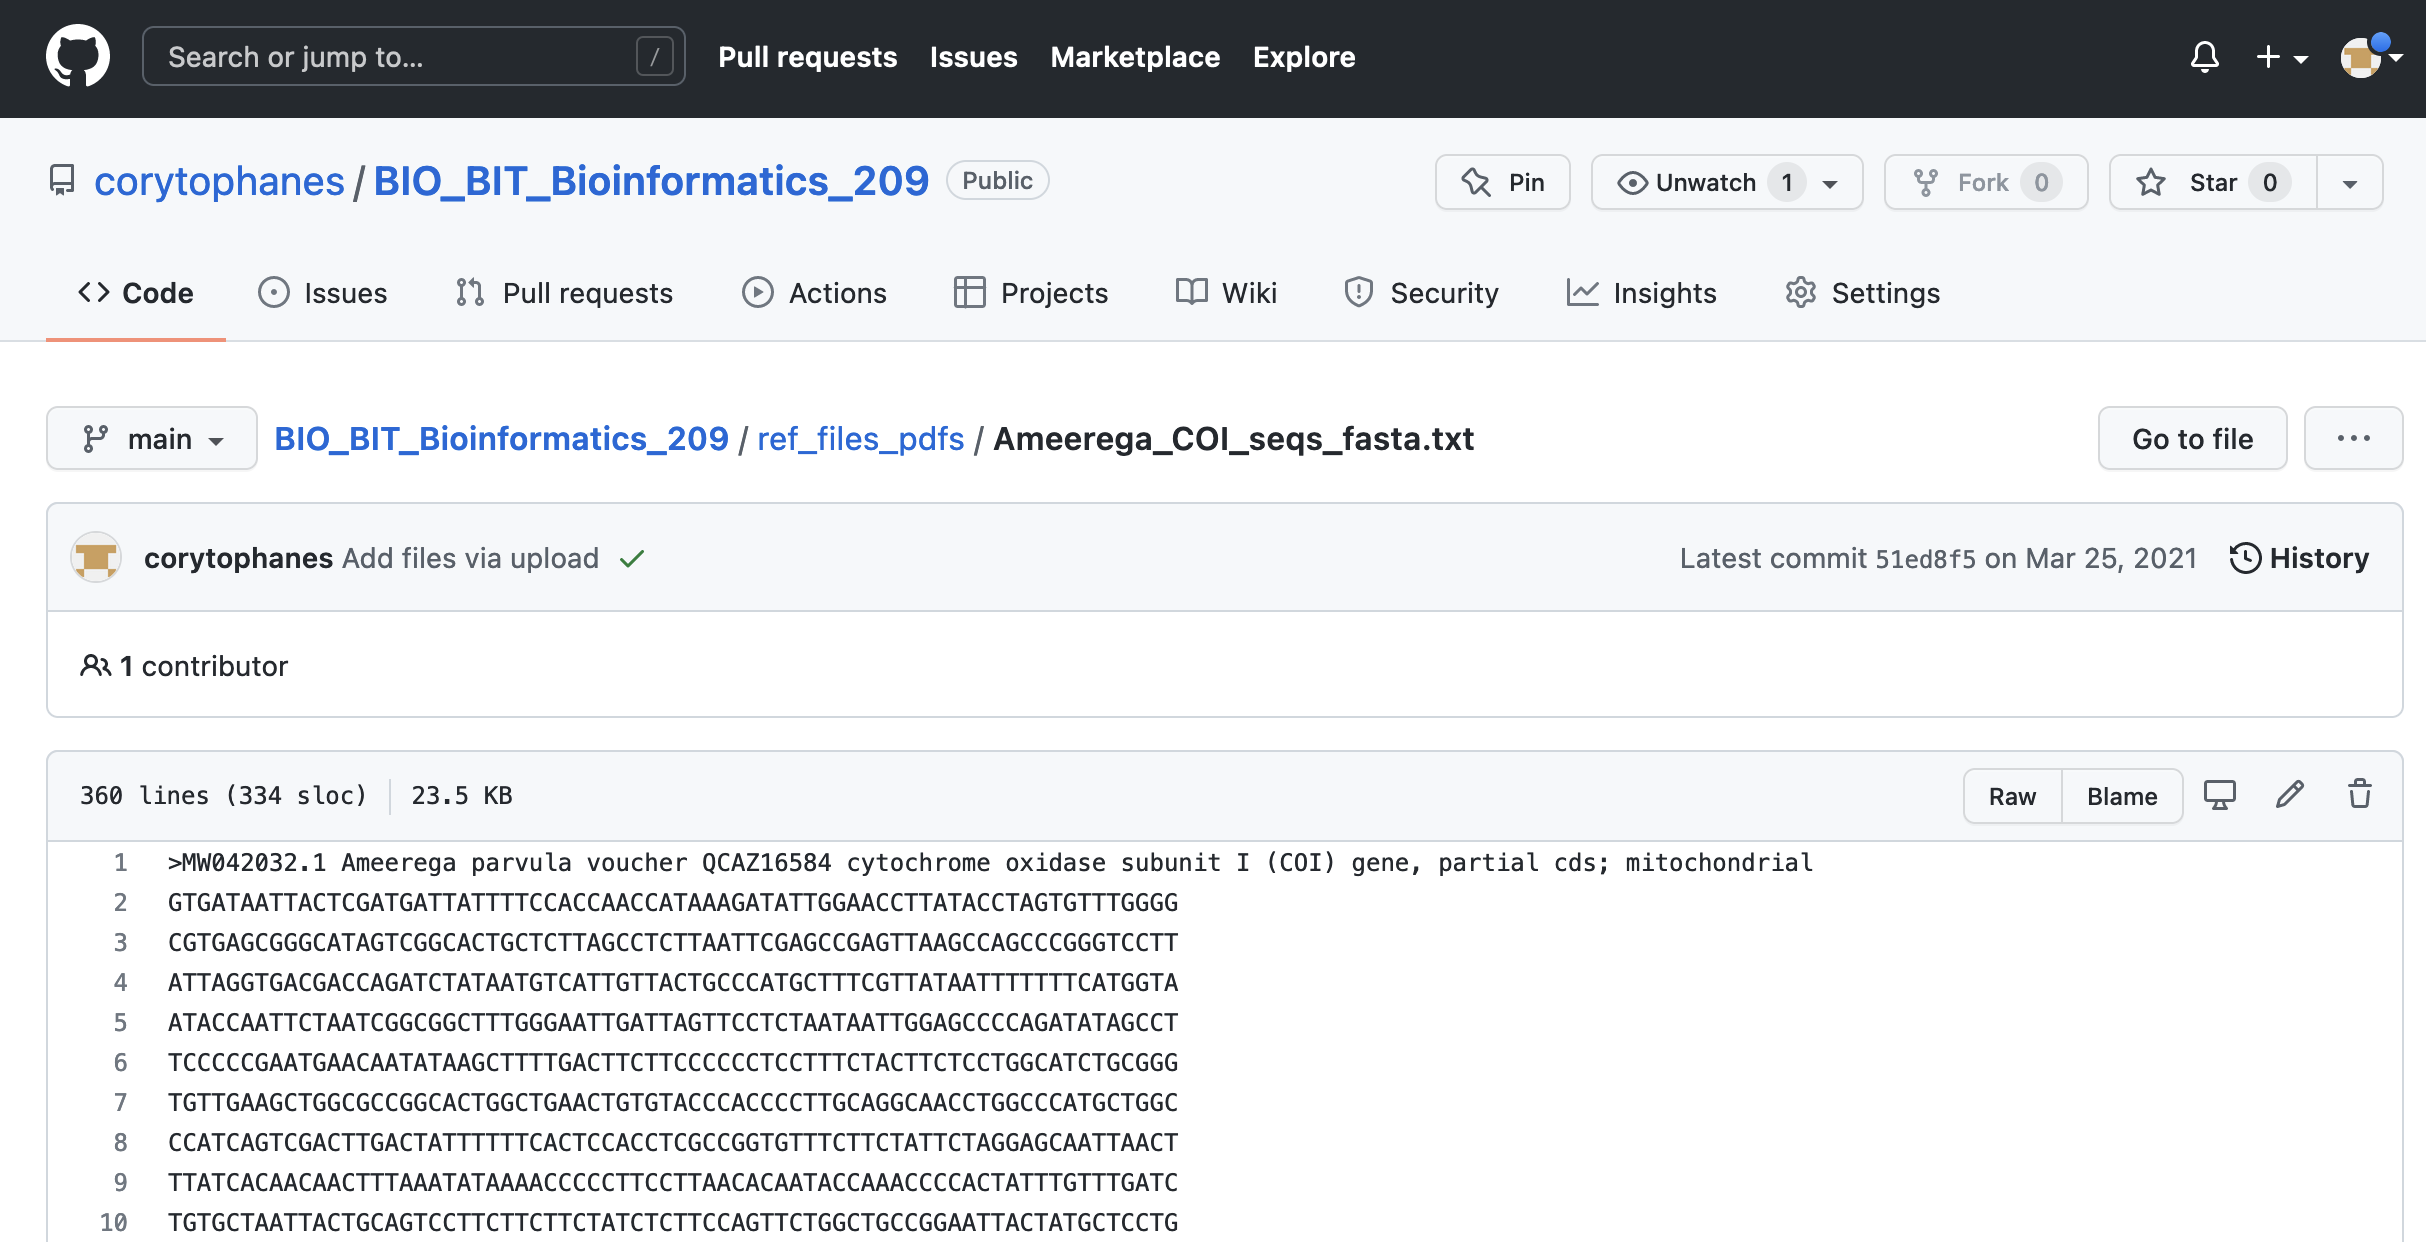 Search or jump to... /
Pull requests Issues Marketplace Explore
corytophanes / BIO_BIT_Bioinformatics_209 Public
Pin Unwatch 1 Fork 0 Star 0
Code Issues Pull requests Actions Projects Wiki Security Insights Settings
main BIO_BIT_Bioinformatics_209 / ref_files_pdfs / Ameerega_COI_seqs_fasta.txt Go to file ...
corytophanes Add files via upload Latest commit 51ed8f5 on Mar 25, 2021 History
1 contributor
360 lines (334 sloc) 23.5 KB Raw Blame
1 >MW042032.1 Ameerega parvula voucher QCAZ16584 cytochrome oxidase subunit I (COI) gene, partial cds; mitochondrial
2 GTGATAATTACTCGATGATTATTTTCCACCAACCATAAAGATATTGGAACCTTATACCTAGTGTTTGGGG
3 CGTGAGCGGGCATAGTCGGCACTGCTCTTAGCCTCTTAATTCGAGCCGAGTTAAGCCAGCCCGGGTCCTT
4 ATTAGGTGACGACCAGATCTATAATGTCATTGTTACTGCCCATGCTTTCGTTATAATTTTTTTCATGGTA
5 ATACCAATTCTAATCGGCGGCTTTGGGAATTGATTAGTTCCTCTAATAATTGGAGCCCCAGATATAGCCT
6 TCCCCCGAATGAACAATATAAGCTTTTGACTTCTTCCCCCCTCCTTTCTACTTCTCCTGGCATCTGCGGG
7 TGTTGAAGCTGGCGCCGGCACTGGCTGAACTGTGTACCCACCCCTTGCAGGCAACCTGGCCCATGCTGGC
8 CCATCAGTCGACTTGACTATTTTTTCACTCCACCTCGCCGGTGTTTCTTCTATTCTAGGAGCAATTAACT
9 TTATCACAACAACTTTAAATATAAAACCCCCTTCCTTAACACAATACCAAACCCCACTATTTGTTTGATC
10 TGTGCTAATTACTGCAGTCCTTCTTCTTCTATCTCTTCCAGTTCTGGCTGCCGGAATTACTATGCTCCTG